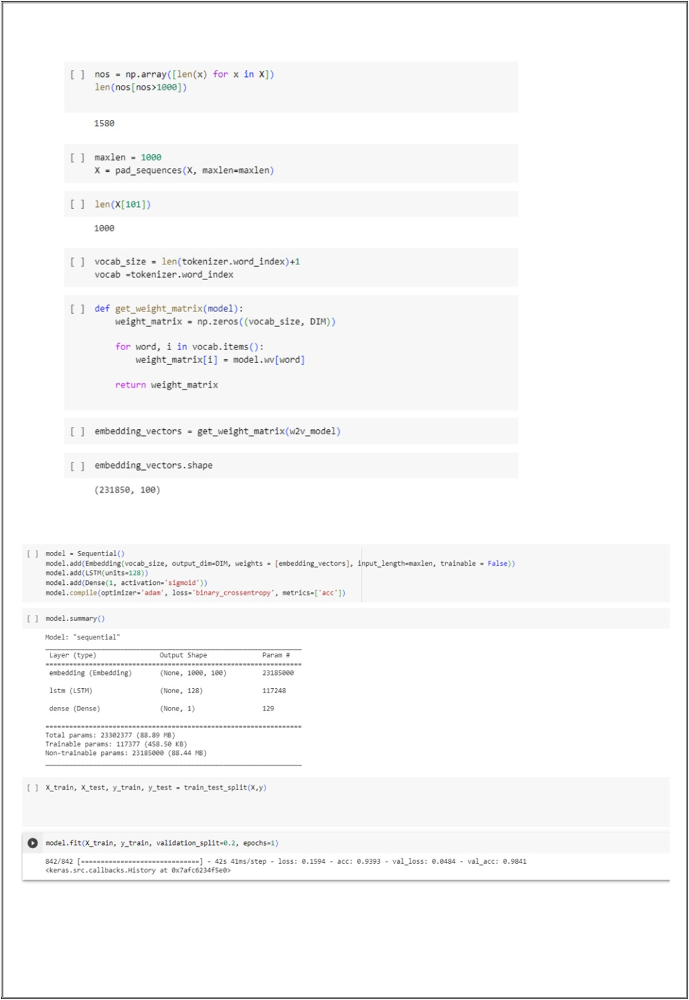 [ ] nos = np.array([len(x) for x in X])
len(nos[nos>1000])
1580
[ ] maxlen = 1000
X = pad_sequences(X, maxlen=maxlen)
[ ] len(X[101])
1000
[ ] vocab_size = len(tokenizer.word_index)+1
vocab =tokenizer.word_index
[ ] def get_weight_matrix(model):
weight_matrix = np.zeros((vocab_size, DIM))
for word, i in vocab.items():
weight_matrix[i] = model.wv[word]
return weight_matrix
[ ] embedding_vectors = get_weight_matrix(w2v_model)
[ ] embedding_vectors.shape
(231850, 100)
[ ] model = Sequential()
model.add(Embedding(vocab_size, output_dim=DIM, weights = [embedding_vectors], input_length=maxlen, trainable = False))
model.add(LSTM(units=128))
model.add(Dense(1, activation='sigmoid'))
model.compile(optimizer='adam', loss='binary_crossentropy', metrics=['acc'])
[ ] model.summary()
Model: "sequential"
Layer (type) Output Shape Param #
=================================================================
embedding (Embedding) (None, 1000, 100) 23185000
lstm (LSTM) (None, 128) 117248
dense (Dense) (None, 1) 129
=================================================================
Total params: 23302377 (88.89 MB)
Trainable params: 117377 (458.50 KB)
Non-trainable params: 23185000 (88.44 MB)
[ ] X_train, X_test, y_train, y_test = train_test_split(X,y)
model.fit(X_train, y_train, validation_split=0.2, epochs=1)
842/842 [==============================] - 42s 41ms/step - loss: 0.1594 - acc: 0.9393 - val_loss: 0.0484 - val_acc: 0.9841
<keras.src.callbacks.History at 0x7afc6234f5e0>